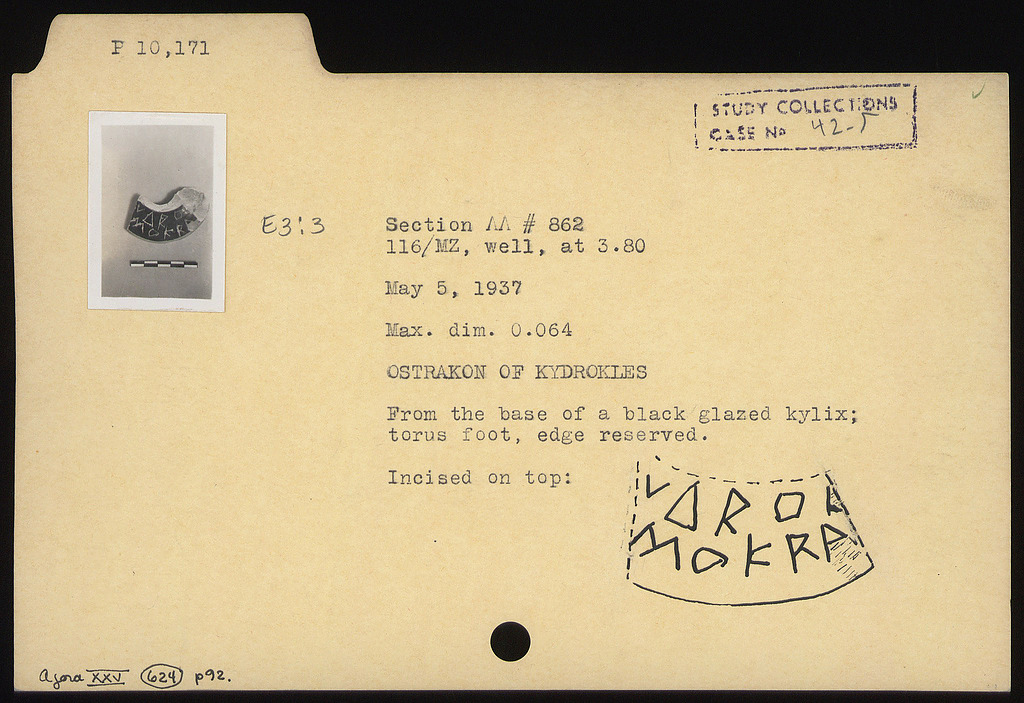 P 10,171
STUDY COLLECTIONS
CASE No 42-5
E3:3
Section ΛΛ # 862
116/MZ, well, at 3.80
May 5, 1937
Max. dim. 0.064
OSTRAKON OF KYDROKLES
From the base of a black glazed kylix;
torus foot, edge reserved.
Incised on top:
ΔROK
MOKRP
Agora XXV 624 p92.